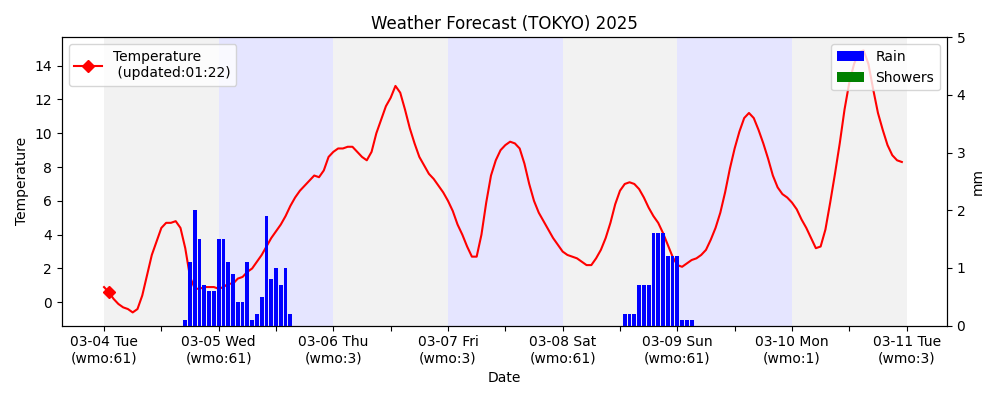 Weather Forecast (TOKYO) 2025
Temperature
(updated:01:22)
Rain
Showers
Temperature
14
12
10
8
6
4
2
0
5
4
3
2
1
0
mm
03-04 Tue
(wmo:61)
03-05 Wed
(wmo:61)
03-06 Thu
(wmo:3)
03-07 Fri
(wmo:3)
03-08 Sat
(wmo:61)
03-09 Sun
(wmo:61)
03-10 Mon
(wmo:1)
03-11 Tue
(wmo:3)
Date